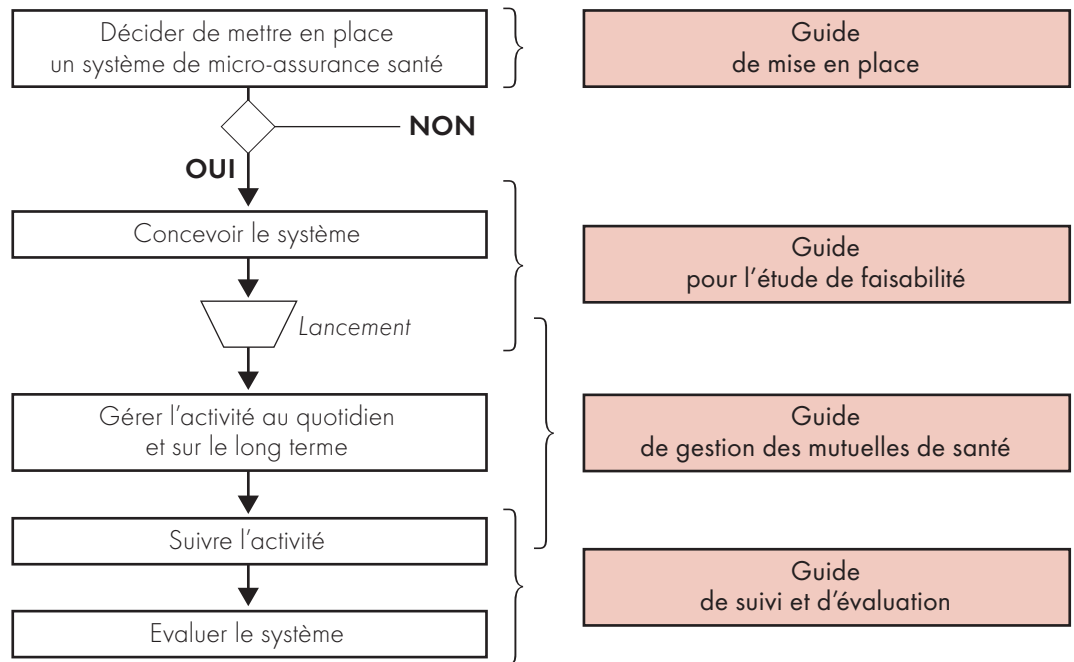 Décider de mettre en place
un système de micro-assurance santé
Guide
de mise en place
NON
OUI
Concevoir le système
Guide
pour l'étude de faisabilité
Lancement
Gérer l'activité au quotidien
et sur le long terme
Guide
de gestion des mutuelles de santé
Suivre l'activité
Guide
de suivi et d'évaluation
Evaluer le système